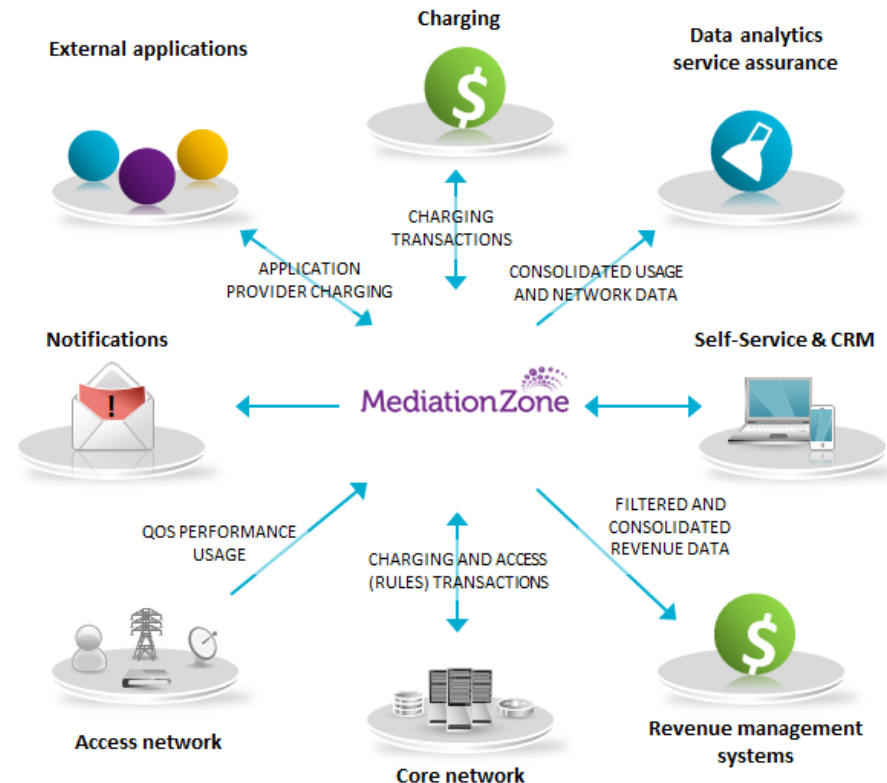 Charging
External applications
Data analytics
service assurance
$
CHARGING
TRANSACTIONS
APPLICATION
PROVIDER CHARGING
CONSOLIDATED USAGE
AND NETWORK DATA
Notifications
Self-Service & CRM
!
MediationZone
QOS PERFORMANCE
USAGE
FILTERED AND
CONSOLIDATED
REVENUE DATA
CHARGING AND ACCESS
(RULES) TRANSACTIONS
$
Access network
Core network
Revenue management
systems